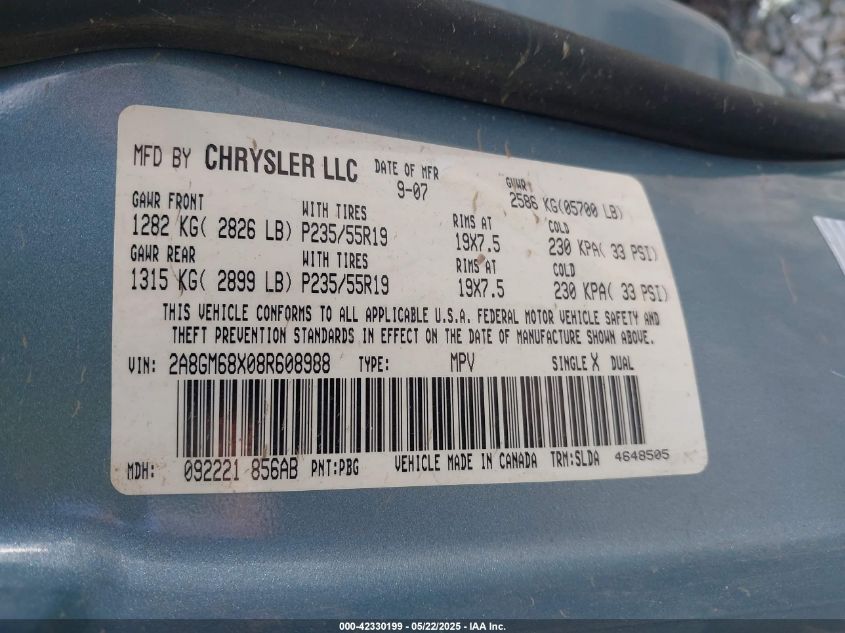 MFD BY CHRYSLER LLC DATE OF MFR 9-07 GVWR 2586 KG(05700 LB)
GAWR FRONT WITH TIRES RIMS AT COLD
1282 KG( 2826 LB) P235/55R19 19X7.5 230 KPA( 33 PSI)
GAWR REAR WITH TIRES RIMS AT COLD
1315 KG( 2899 LB) P235/55R19 19X7.5 230 KPA( 33 PSI)
THIS VEHICLE CONFORMS TO ALL APPLICABLE U.S.A. FEDERAL MOTOR VEHICLE SAFETY AND
THEFT PREVENTION STANDARDS IN EFFECT ON THE DATE OF MANUFACTURE SHOWN ABOVE.
VIN: 2A8GM68X08R608988 TYPE: MPV SINGLE X DUAL
MDH: 092221 856AB PNT:PBG VEHICLE MADE IN CANADA TRM:SLDA 4648505
000-42330199 - 05/22/2025 - IAA Inc.